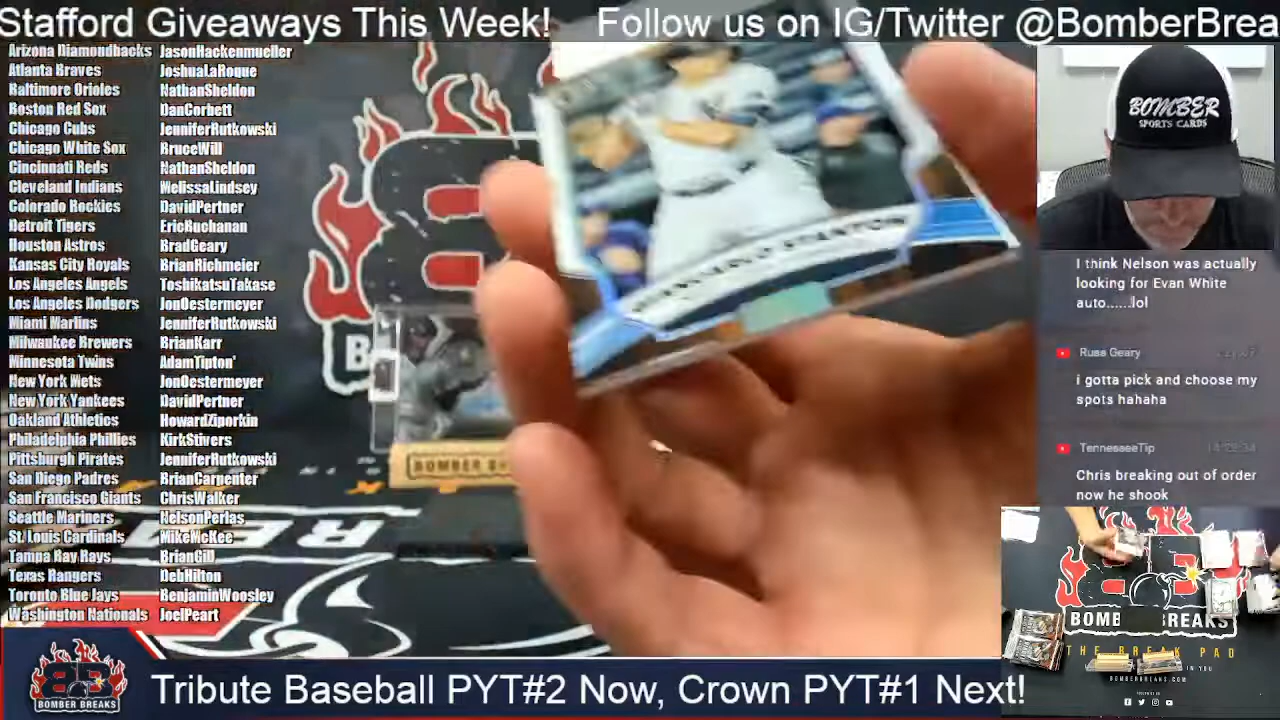 Stafford Giveaways This Week! Follow us on IG/Twitter @BomberBrea
Arizona Diamondbacks JasonHackenmueller
Atlanta Braves JoshuaLaRoque
Baltimore Orioles NathanSheldon
Boston Red Sox DanCorbett
Chicago Cubs JenniferRutkowski
Chicago White Sox BruceWill
Cincinnati Reds NathanSheldon
Cleveland Indians MelissaLindsey
Colorado Rockies DavidPertner
Detroit Tigers EricBuchanan
Houston Astros BradGeary
Kansas City Royals BrianRichmeier
Los Angeles Angels ToshikatsuTakase
Los Angeles Dodgers JonOestermeyer
Miami Marlins JenniferRutkowski
Milwaukee Brewers BrianKarr
Minnesota Twins AdamTipton'
New York Mets JonOestermeyer
New York Yankees DavidPertner
Oakland Athletics HowardZiporkin
Philadelphia Phillies KirkStivers
Pittsburgh Pirates JenniferRutkowski
San Diego Padres BrianCarpenter
San Francisco Giants ChrisWalker
Seattle Mariners NelsonPerlas
St. Louis Cardinals MikeMcKee
Tampa Ray Rays BrianGill
Texas Rangers DebHilton
Toronto Blue Jays BenjaminWoosley
Washington Nationals JoelPeart
STANTON
BOMBER
BOMBER
SPORTS CARDS
I think Nelson was actually
looking for Evan White
auto......lol
Russ Geary
i gotta pick and choose my
spots hahaha
TennesseeTip
Chris breaking out of order
now he shook
BOMB BREAKS
THE BREAK PAD
BOMBERBREAKS.COM
BOMBER BREAKS
Tribute Baseball PYT#2 Now, Crown PYT#1 Next!